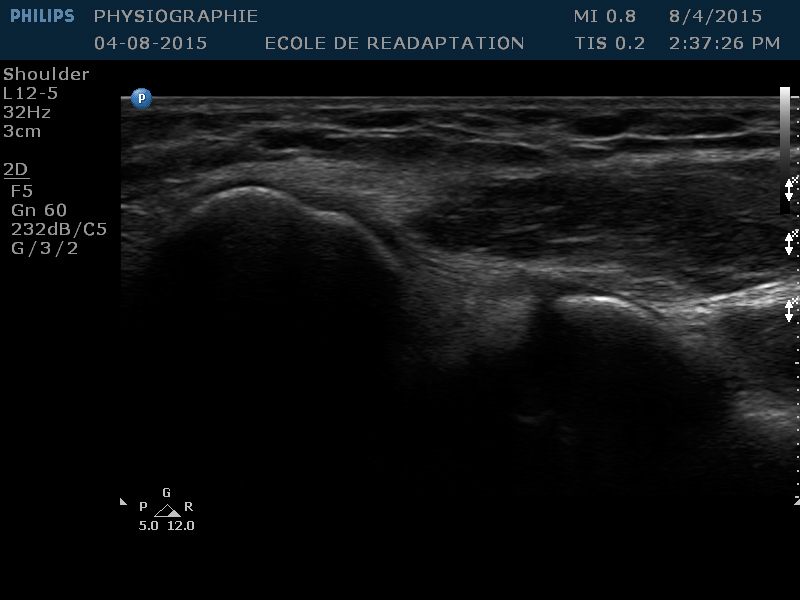 PHILIPS PHYSIOGRAPHIE MI 0.8 8/4/2015
04-08-2015 ECOLE DE READAPTATION TIS 0.2 2:37:26 PM
Shoulder
L12-5
32Hz
3cm
P
2D
F5
Gn 60
232dB/C5
G/3/2
G
P R
5.0 12.0